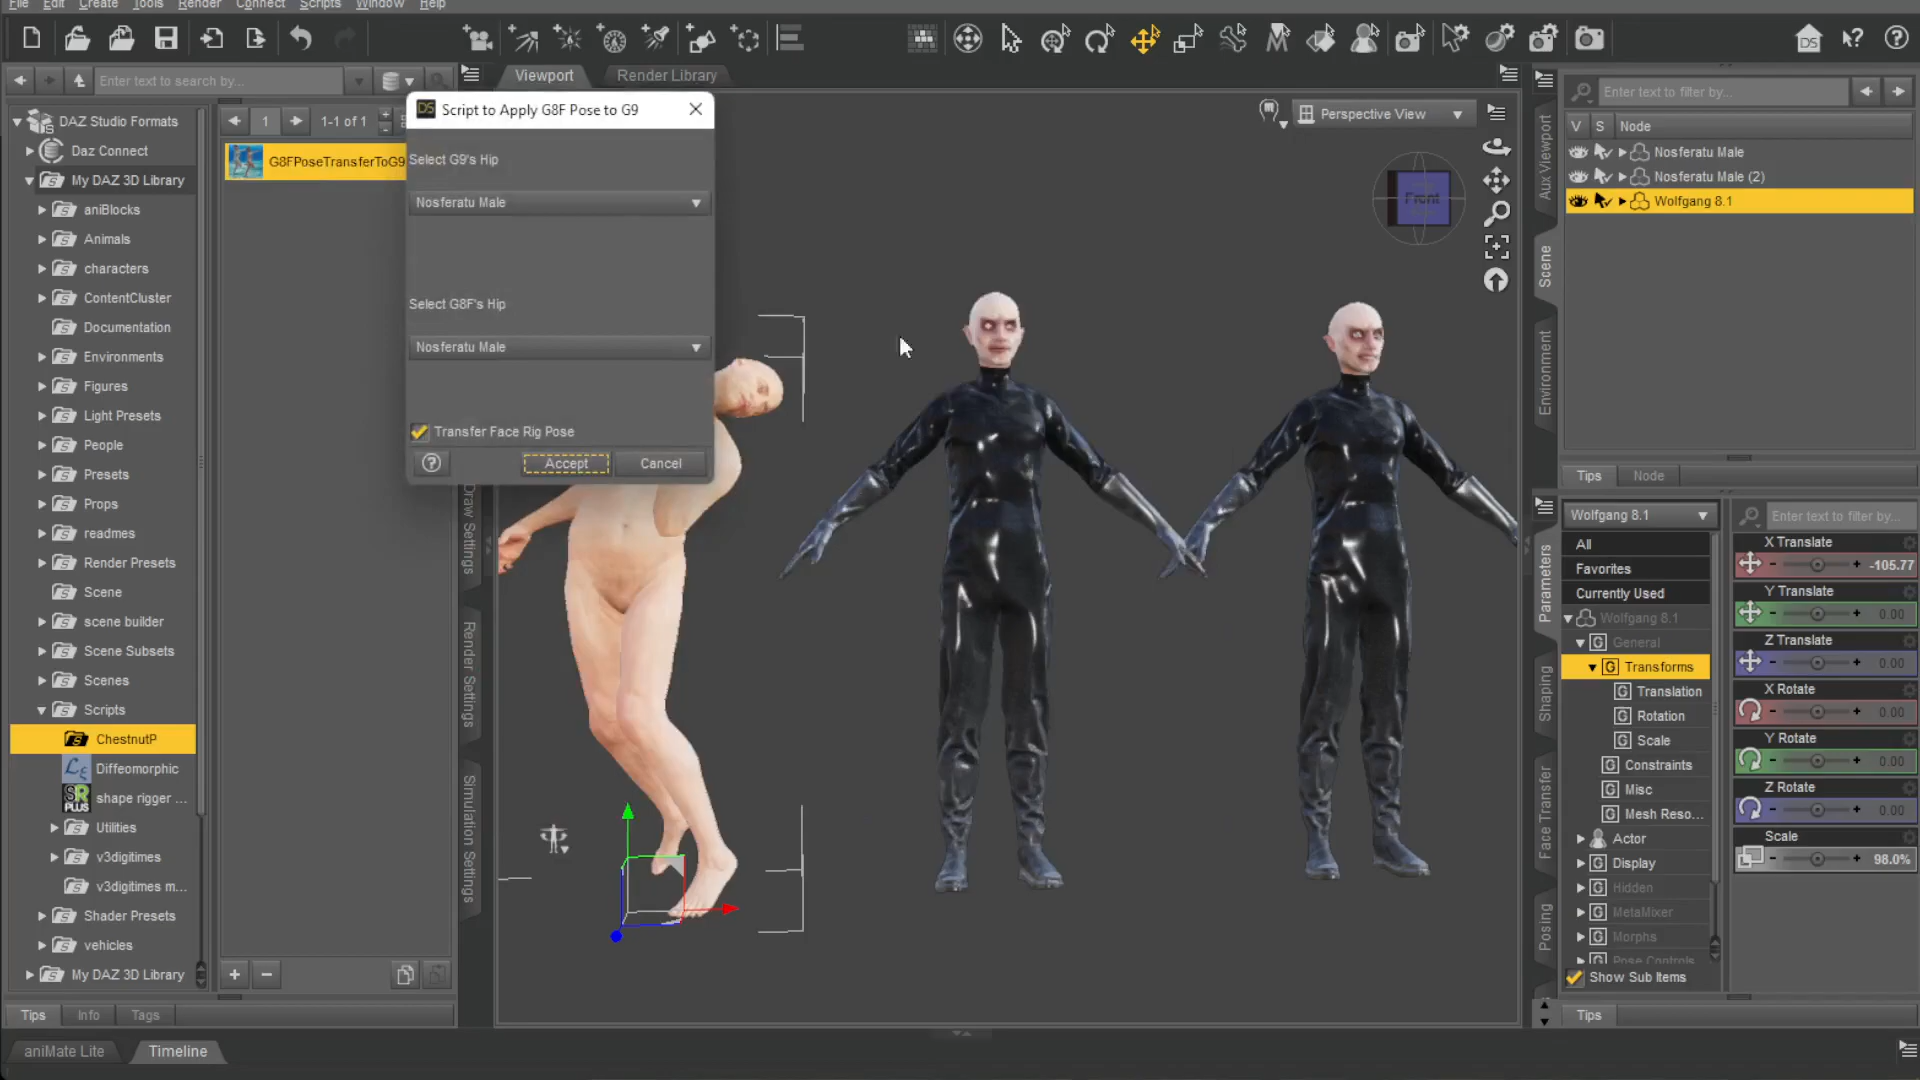 File Edit Create Tools Render Connect Scripts Window Help
Enter text to search by...
Viewport
Render Library
DAZ Studio Formats
Daz Connect
My DAZ 3D Library
aniBlocks
Animals
characters
ContentCluster
Documentation
Environments
Figures
Light Presets
People
Presets
Props
readmes
Render Presets
Scene
scene builder
Scene Subsets
Scenes
Scripts
ChestnutP
Diffeomorphic
shape rigger ...
Utilities
v3digitimes
v3digitimes m...
Shader Presets
vehicles
My DAZ 3D Library
Tips
Info
Tags
aniMate Lite
Timeline
1
1-1 of 1
G8FPoseTransferToG9
Script to Apply G8F Pose to G9
Select G9's Hip
Nosferatu Male
Select G8F's Hip
Nosferatu Male
Transfer Face Rig Pose
Accept
Cancel
Draw Settings
Render Settings
Simulation Settings
Perspective View
Front
Aux Viewport
Scene
Environment
Enter text to filter by...
V S Node
Nosferatu Male
Nosferatu Male (2)
Wolfgang 8.1
Tips
Node
Parameters
Shaping
Face Transfer
Posing
Wolfgang 8.1
Enter text to filter by...
All
Favorites
Currently Used
Wolfgang 8.1
General
Transforms
Translation
Rotation
Scale
Constraints
Misc
Mesh Reso...
Actor
Display
Hidden
MetaMixer
Morphs
Pose Controls
Show Sub Items
Tips
X Translate
-105.77
Y Translate
0.00
Z Translate
0.00
X Rotate
0.00
Y Rotate
0.00
Z Rotate
0.00
Scale
98.0%